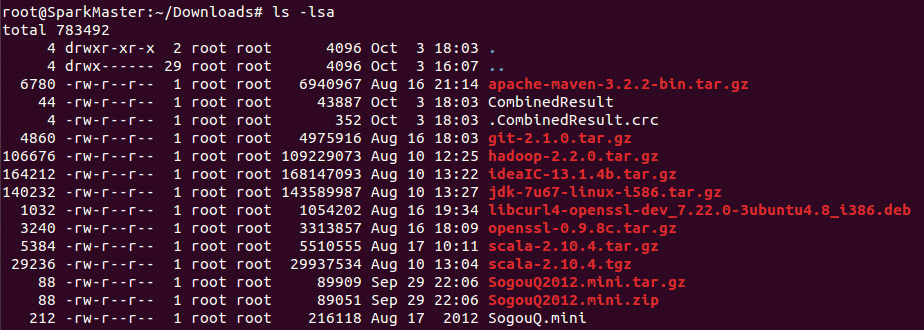 root@SparkMaster:~/Downloads# ls -lsa
total 783492
4 drwxr-xr-x 2 root root 4096 Oct 3 18:03 .
4 drwx------ 29 root root 4096 Oct 3 16:07 ..
6780 -rw-r--r-- 1 root root 6940967 Aug 16 21:14 apache-maven-3.2.2-bin.tar.gz
44 -rw-r--r-- 1 root root 43887 Oct 3 18:03 CombinedResult
4 -rw-r--r-- 1 root root 352 Oct 3 18:03 .CombinedResult.crc
4860 -rw-r--r-- 1 root root 4975916 Aug 16 18:03 git-2.1.0.tar.gz
106676 -rw-r--r-- 1 root root 109229073 Aug 10 12:25 hadoop-2.2.0.tar.gz
164212 -rw-r--r-- 1 root root 168147093 Aug 10 13:22 ideaIC-13.1.4b.tar.gz
140232 -rw-r--r-- 1 root root 143589987 Aug 10 13:27 jdk-7u67-linux-i586.tar.gz
1032 -rw-r--r-- 1 root root 1054202 Aug 16 19:34 libcurl4-openssl-dev_7.22.0-3ubuntu4.8_i386.deb
3240 -rw-r--r-- 1 root root 3313857 Aug 16 18:09 openssl-0.9.8c.tar.gz
5384 -rw-r--r-- 1 root root 5510555 Aug 17 10:11 scala-2.10.4.tar.gz
29236 -rw-r--r-- 1 root root 29937534 Aug 10 13:04 scala-2.10.4.tgz
88 -rw-r--r-- 1 root root 89909 Sep 29 22:06 SogouQ2012.mini.tar.gz
88 -rw-r--r-- 1 root root 89051 Sep 29 22:06 SogouQ2012.mini.zip
212 -rw-r--r-- 1 root root 216118 Aug 17 2012 SogouQ.mini